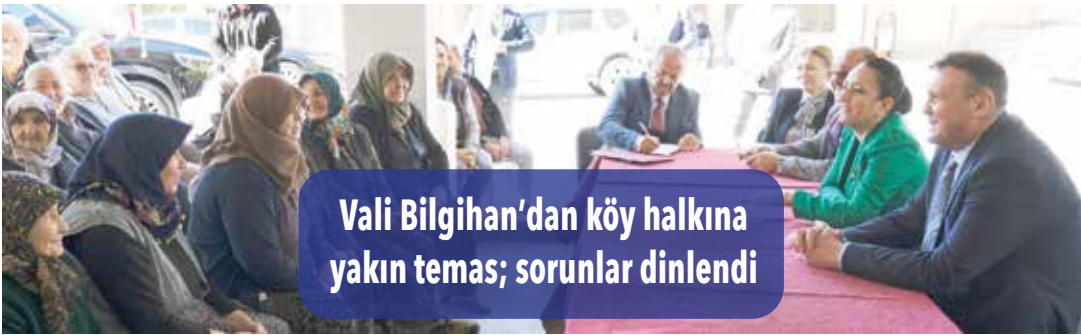 Vali Bilgihan’dan köy halkına
yakın temas; sorunlar dinlendi